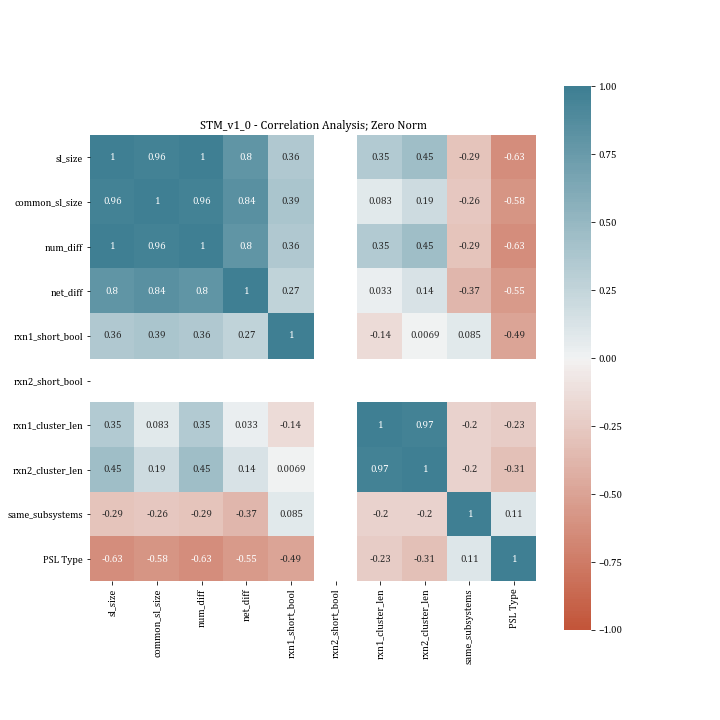 STM_v1_0 - Correlation Analysis; Zero Norm
sl_size 1 0.96 1 0.8 0.36 0.35 0.45 -0.29 -0.63
common_sl_size 0.96 1 0.96 0.84 0.39 0.083 0.19 -0.26 -0.58
num_diff 1 0.96 1 0.8 0.36 0.35 0.45 -0.29 -0.63
net_diff 0.8 0.84 0.8 1 0.27 0.033 0.14 -0.37 -0.55
rxn1_short_bool 0.36 0.39 0.36 0.27 1 -0.14 0.0069 0.085 -0.49
rxn2_short_bool
rxn1_cluster_len 0.35 0.083 0.35 0.033 -0.14 1 0.97 -0.2 -0.23
rxn2_cluster_len 0.45 0.19 0.45 0.14 0.0069 0.97 1 -0.2 -0.31
same_subsystems -0.29 -0.26 -0.29 -0.37 0.085 -0.2 -0.2 1 0.11
PSL Type -0.63 -0.58 -0.63 -0.55 -0.49 -0.23 -0.31 0.11 1
sl_size
common_sl_size
num_diff
net_diff
rxn1_short_bool
rxn2_short_bool
rxn1_cluster_len
rxn2_cluster_len
same_subsystems
PSL Type
1.00
0.75
0.50
0.25
0.00
−0.25
−0.50
−0.75
−1.00